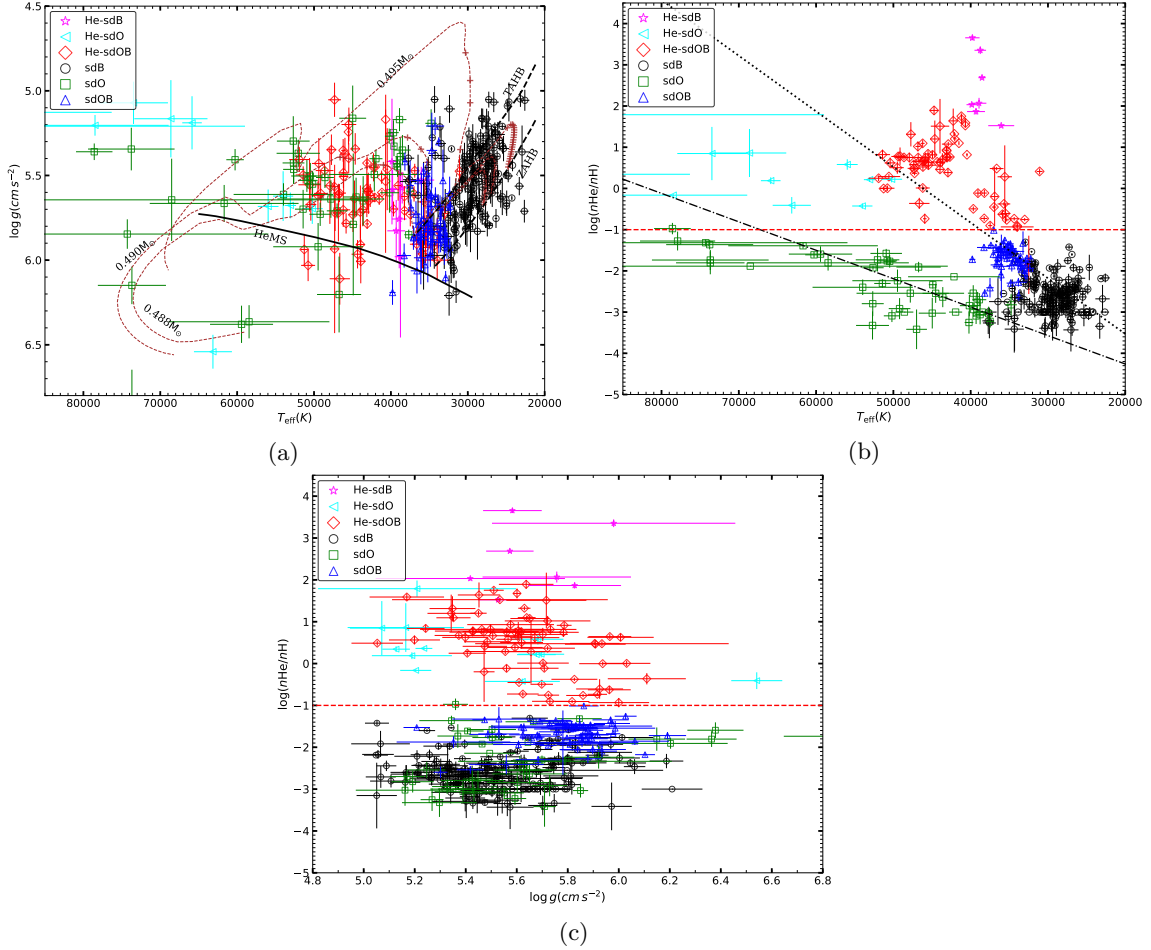 4.5
5.0
5.5
6.0
6.5
log g(cm s⁻²)
He-sdB
He-sdO
He-sdOB
sdB
sdO
sdOB
0.495M⊙
0.490M⊙
0.488M⊙
HeMS
TAHB
ZAHB
80000 70000 60000 50000 40000 30000 20000
T_eff(K)
(a)
4
3
2
1
0
−1
−2
−3
−4
−5
log(nHe/nH)
He-sdB
He-sdO
He-sdOB
sdB
sdO
sdOB
80000 70000 60000 50000 40000 30000 20000
T_eff(K)
(b)
4
3
2
1
0
−1
−2
−3
−4
−5
log(nHe/nH)
He-sdB
He-sdO
He-sdOB
sdB
sdO
sdOB
4.8 5.0 5.2 5.4 5.6 5.8 6.0 6.2 6.4 6.6 6.8
log g(cm s⁻²)
(c)